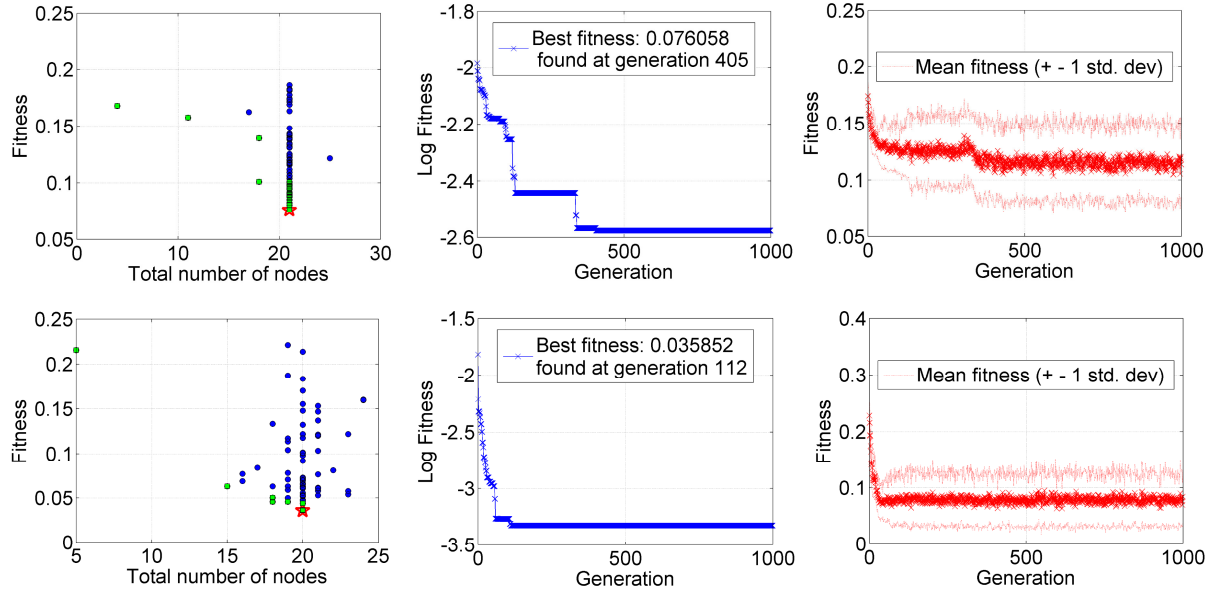 0.25
0.2
0.15
0.1
0.05
0 10 20 30
Fitness
Total number of nodes
-1.8
-2
-2.2
-2.4
-2.6
0 500 1000
Log Fitness
Generation
Best fitness: 0.076058
found at generation 405
0.25
0.2
0.15
0.1
0.05
0 500 1000
Fitness
Generation
Mean fitness (+ - 1 std. dev)
0.25
0.2
0.15
0.1
0.05
0
5 10 15 20 25
Fitness
Total number of nodes
-1.5
-2
-2.5
-3
-3.5
0 500 1000
Log Fitness
Generation
Best fitness: 0.035852
found at generation 112
0.4
0.3
0.2
0.1
0
0 500 1000
Fitness
Generation
Mean fitness (+ - 1 std. dev)